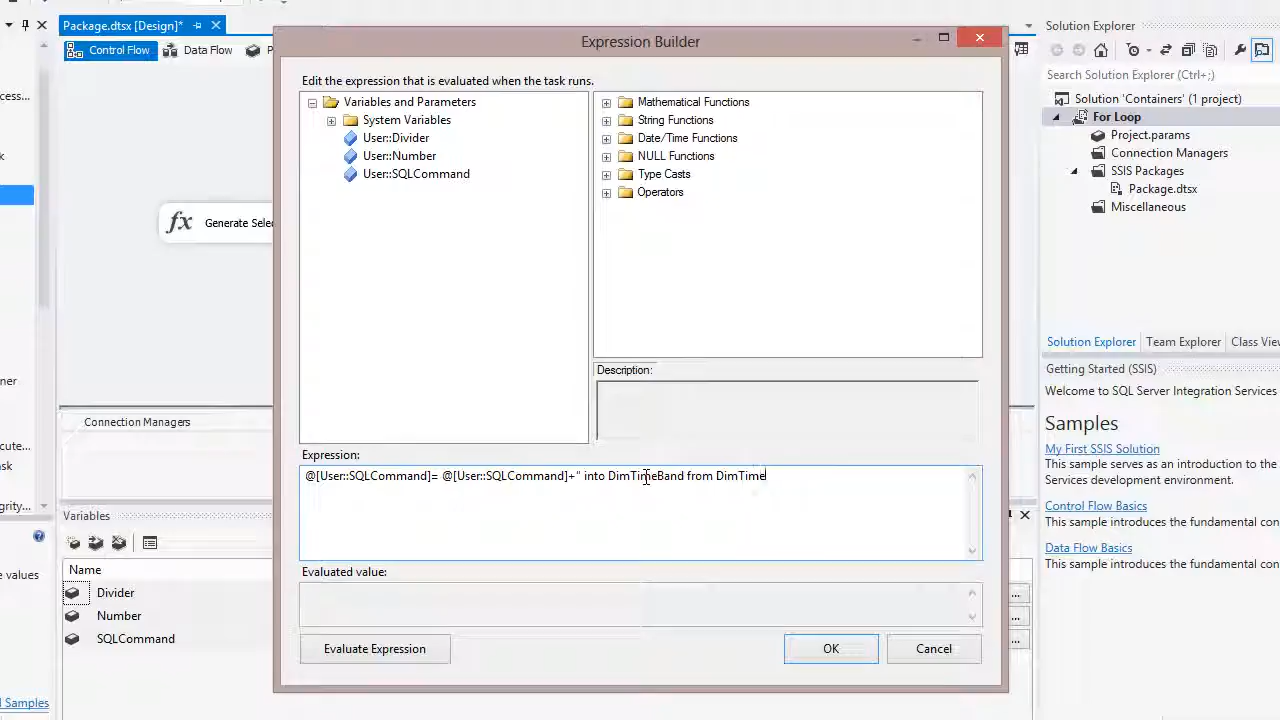 Package.dtsx [Design]*
Expression Builder
Solution Explorer
Control Flow
Data Flow
Edit the expression that is evaluated when the task runs.
Search Solution Explorer (Ctrl+;)
Variables and Parameters
System Variables
User::Divider
User::Number
User::SQLCommand
Mathematical Functions
String Functions
Date/Time Functions
NULL Functions
Type Casts
Operators
Solution 'Containers' (1 project)
For Loop
Project.params
Connection Managers
SSIS Packages
Package.dtsx
Miscellaneous
fx Generate Selec
Description:
Solution Explorer Team Explorer Class View
Getting Started (SSIS)
Welcome to SQL Server Integration Services
Samples
My First SSIS Solution
This sample serves as an introduction to the
Services development environment.
Control Flow Basics
This sample introduces the fundamental con
Data Flow Basics
This sample introduces the fundamental con
Connection Managers
Expression:
@[User::SQLCommand]= @[User::SQLCommand]+" into DimTimeBand from DimTime
Evaluated value:
Evaluate Expression
OK
Cancel
Variables
Name
Divider
Number
SQLCommand
values
Samples